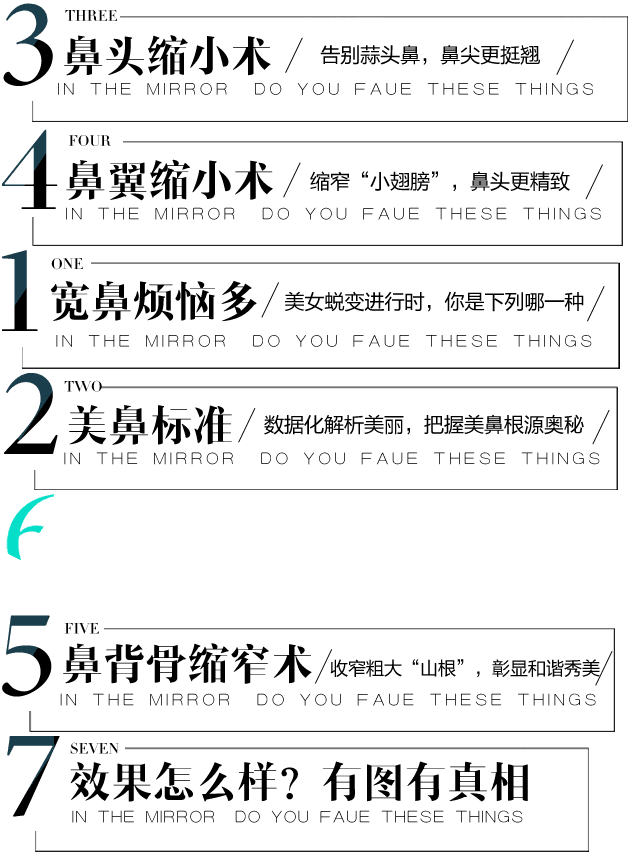 3
THREE
鼻头缩小术/告别蒜头鼻，鼻尖更挺翘/
IN THE MIRROR DO YOU FAUE THESE THINGS
4
FOUR
鼻翼缩小术/缩窄“小翅膀”，鼻头更精致/
IN THE MIRROR DO YOU FAUE THESE THINGS
1
ONE
宽鼻烦恼多/美女蜕变进行时，你是下列哪一种/
IN THE MIRROR DO YOU FAUE THESE THINGS
2
TWO
美鼻标准/数据化解析美丽，把握美鼻根源奥秘/
IN THE MIRROR DO YOU FAUE THESE THINGS
5
FIVE
鼻背骨缩窄术/收窄粗大“山根”，彰显和谐秀美/
IN THE MIRROR DO YOU FAUE THESE THINGS
7
SEVEN
效果怎么样？有图有真相
IN THE MIRROR DO YOU FAUE THESE THINGS